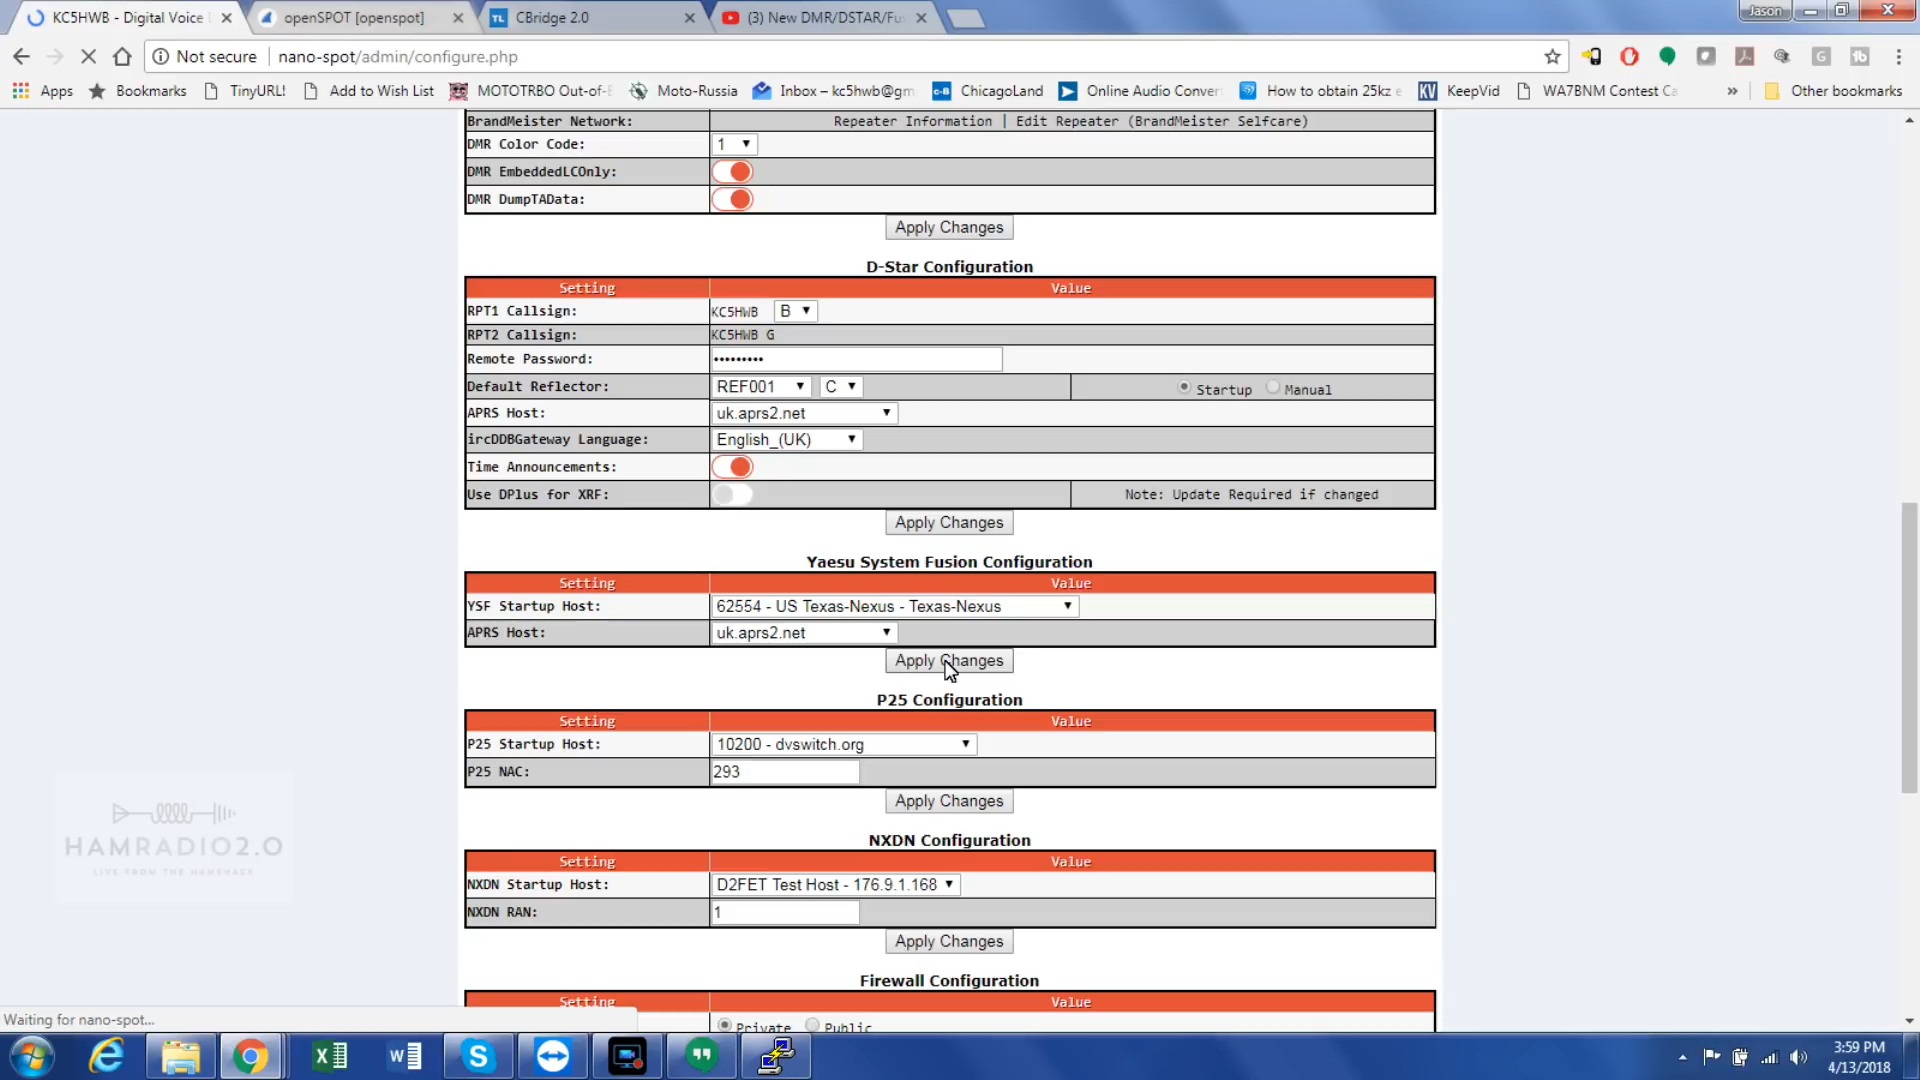 KC5HWB - Digital Voice
openSPOT [openspot]
CBridge 2.0
(3) New DMR/DSTAR/Fus
Jason
Not secure
nano-spot/admin/configure.php
Apps
Bookmarks
TinyURL!
Add to Wish List
MOTOTRBO Out-of-B
Moto-Russia
Inbox – kc5hwb@gm
ChicagoLand
Online Audio Conver
How to obtain 25kz e
KeepVid
WA7BNM Contest Ca
»
Other bookmarks
BrandMeister Network:
Repeater Information | Edit Repeater (BrandMeister Selfcare)
DMR Color Code:
1
DMR EmbeddedLCOnly:
DMR DumpTAData:
Apply Changes
D-Star Configuration
Setting
Value
RPT1 Callsign:
KC5HWB
B
RPT2 Callsign:
KC5HWB G
Remote Password:
•••••••••
Default Reflector:
REF001
C
Startup
Manual
APRS Host:
uk.aprs2.net
ircDDBGateway Language:
English_(UK)
Time Announcements:
Use DPlus for XRF:
Note: Update Required if changed
Apply Changes
Yaesu System Fusion Configuration
Setting
Value
YSF Startup Host:
62554 - US Texas-Nexus - Texas-Nexus
APRS Host:
uk.aprs2.net
Apply Changes
P25 Configuration
Setting
Value
P25 Startup Host:
10200 - dvswitch.org
P25 NAC:
293
Apply Changes
NXDN Configuration
Setting
Value
NXDN Startup Host:
D2FET Test Host - 176.9.1.168
NXDN RAN:
1
Apply Changes
Firewall Configuration
Setting
Value
Private
Public
HAMRADIO2.0
LIVE FROM THE HAMSHACK
Waiting for nano-spot...
3:59 PM
4/13/2018